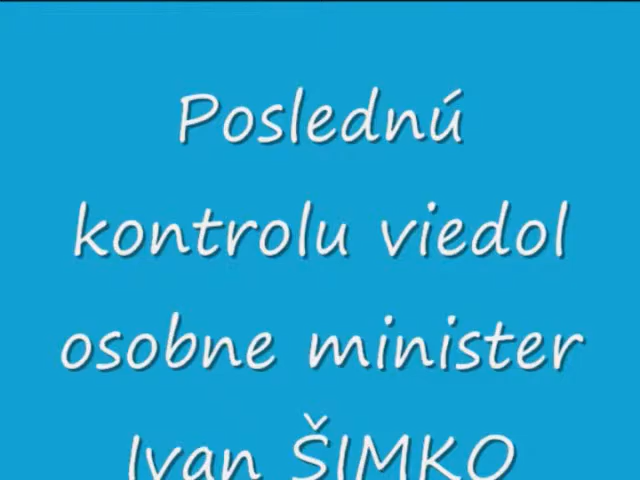 Poslednú
kontrolu viedol
osobne minister
Ivan ŠIMKO